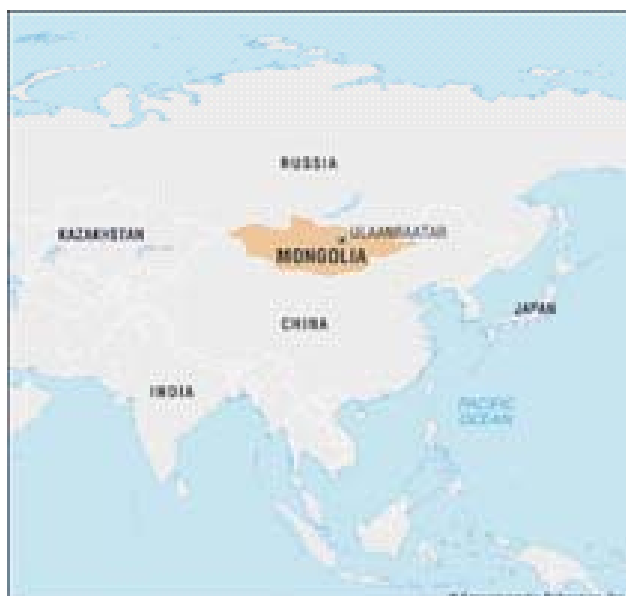 RUSSIA
KAZAKHSTAN
ULAANBAATAR
MONGOLIA
CHINA
JAPAN
INDIA
PACIFIC
OCEAN